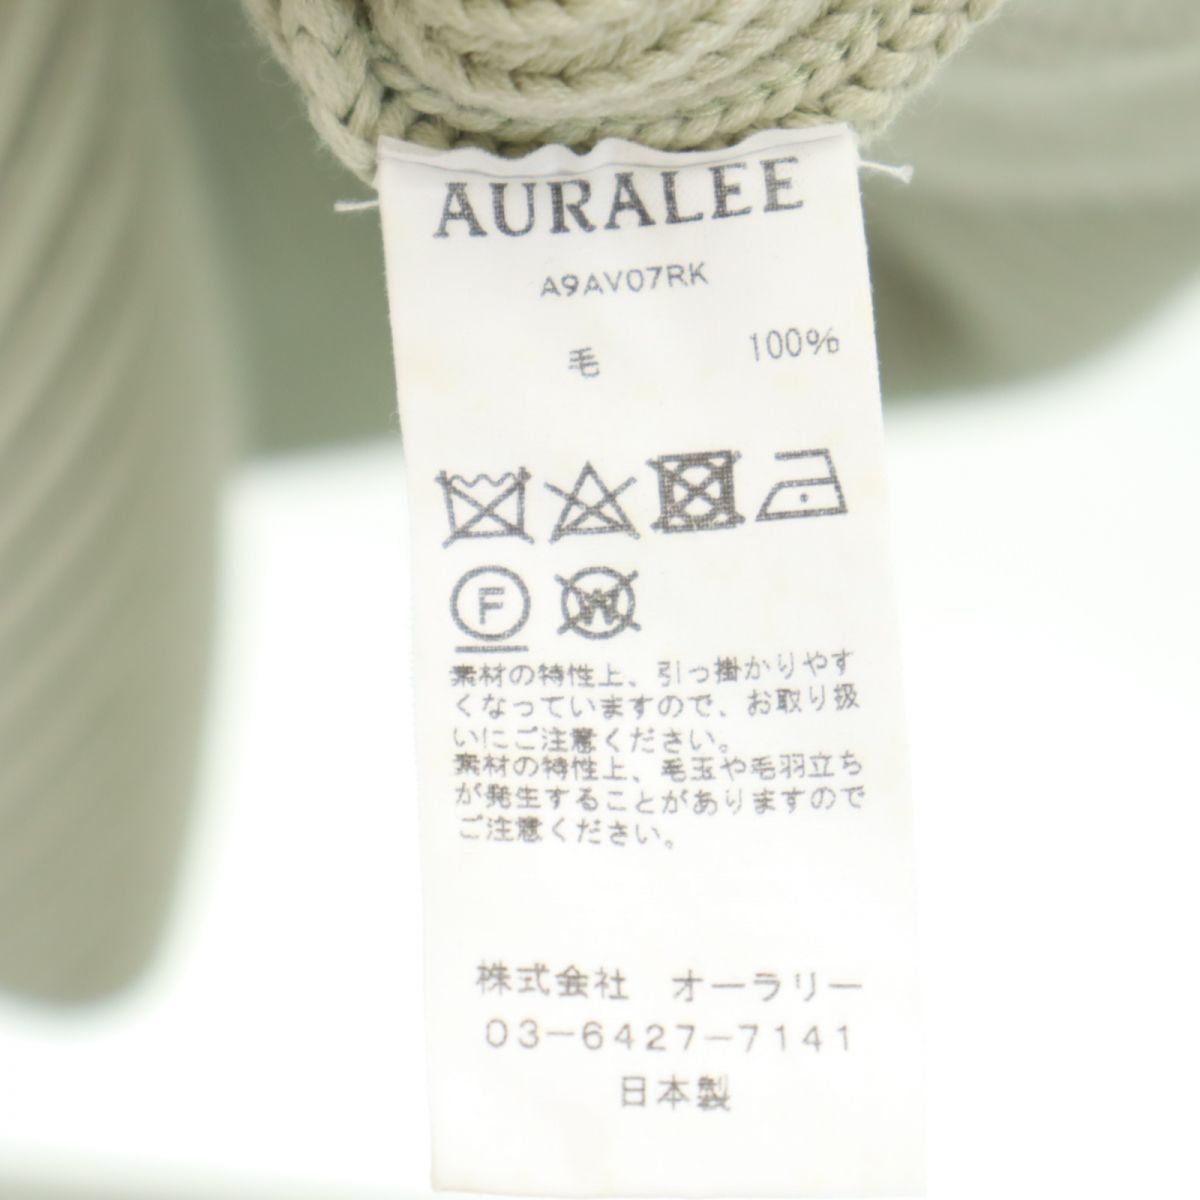 AURALEE
A9AV07RK
毛 100%
F W
素材の特性上、引っ掛かりやす
くなっていますので、お取り扱
いにご注意ください。
素材の特性上、毛玉や毛羽立ち
が発生することがありますので
ご注意ください。
株式会社 オーラリー
03-6427-7141
日本製